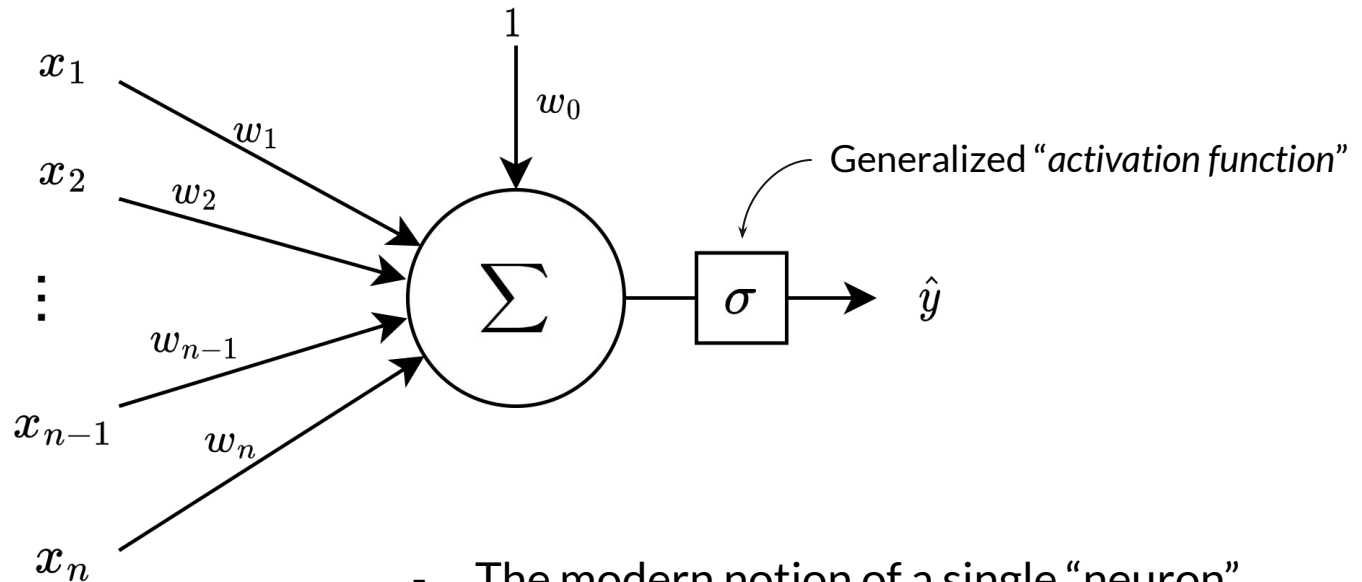 1
x₁
w₀
w₁
Generalized “activation function”
x₂
w₂
⋮
Σ
σ
ŷ
wₙ₋₁
xₙ₋₁
wₙ
xₙ
- The modern notion of a single “neuron”